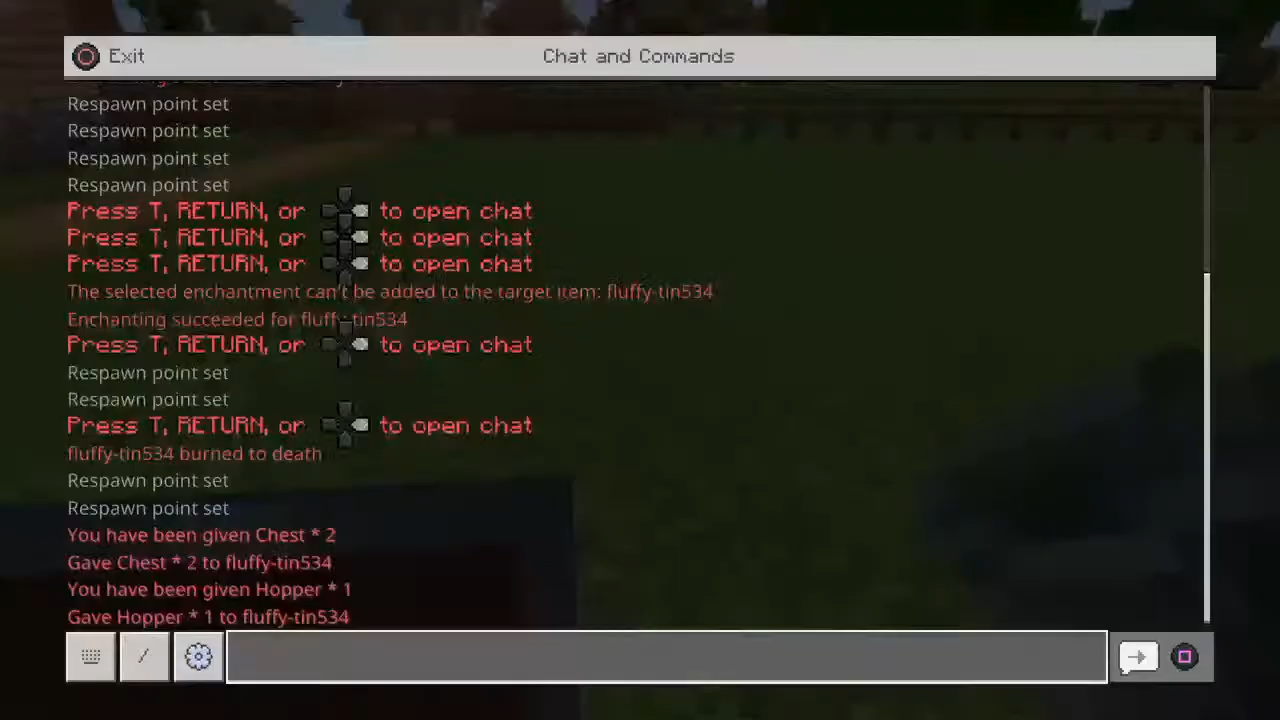 Exit
Chat and Commands
Respawn point set
Respawn point set
Respawn point set
Respawn point set
Press T, RETURN, or to open chat
Press T, RETURN, or to open chat
Press T, RETURN, or to open chat
The selected enchantment can't be added to the target item: fluffy-tin534
Enchanting succeeded for fluffy-tin534
Press T, RETURN, or to open chat
Respawn point set
Respawn point set
Press T, RETURN, or to open chat
fluffy-tin534 burned to death
Respawn point set
Respawn point set
You have been given Chest * 2
Gave Chest * 2 to fluffy-tin534
You have been given Hopper * 1
Gave Hopper * 1 to fluffy-tin534
/